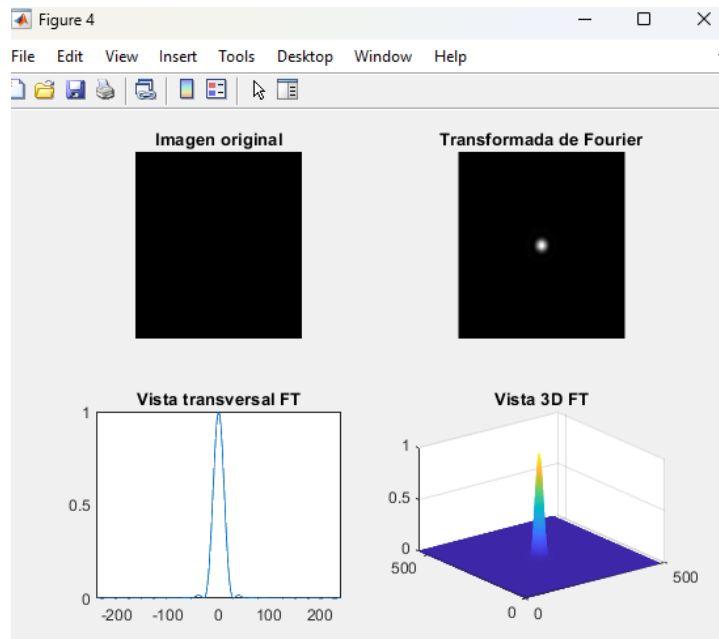 Figure 4
File Edit View Insert Tools Desktop Window Help
Imagen original
Transformada de Fourier
Vista transversal FT
1
0.5
0
-200 -100 0 100 200
Vista 3D FT
1
0.5
0
500
0 0
500